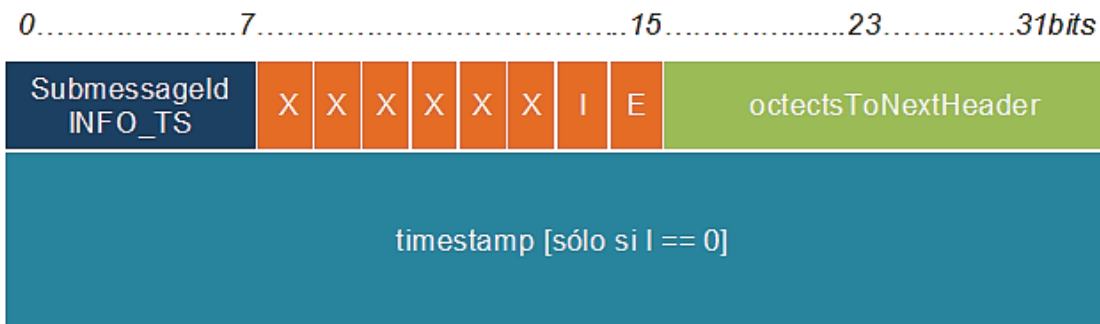 0......................7........................................15......................23..............31bits
SubmessageId
INFO_TS
X X X X X X I E
octectsToNextHeader
timestamp [sólo si I == 0]